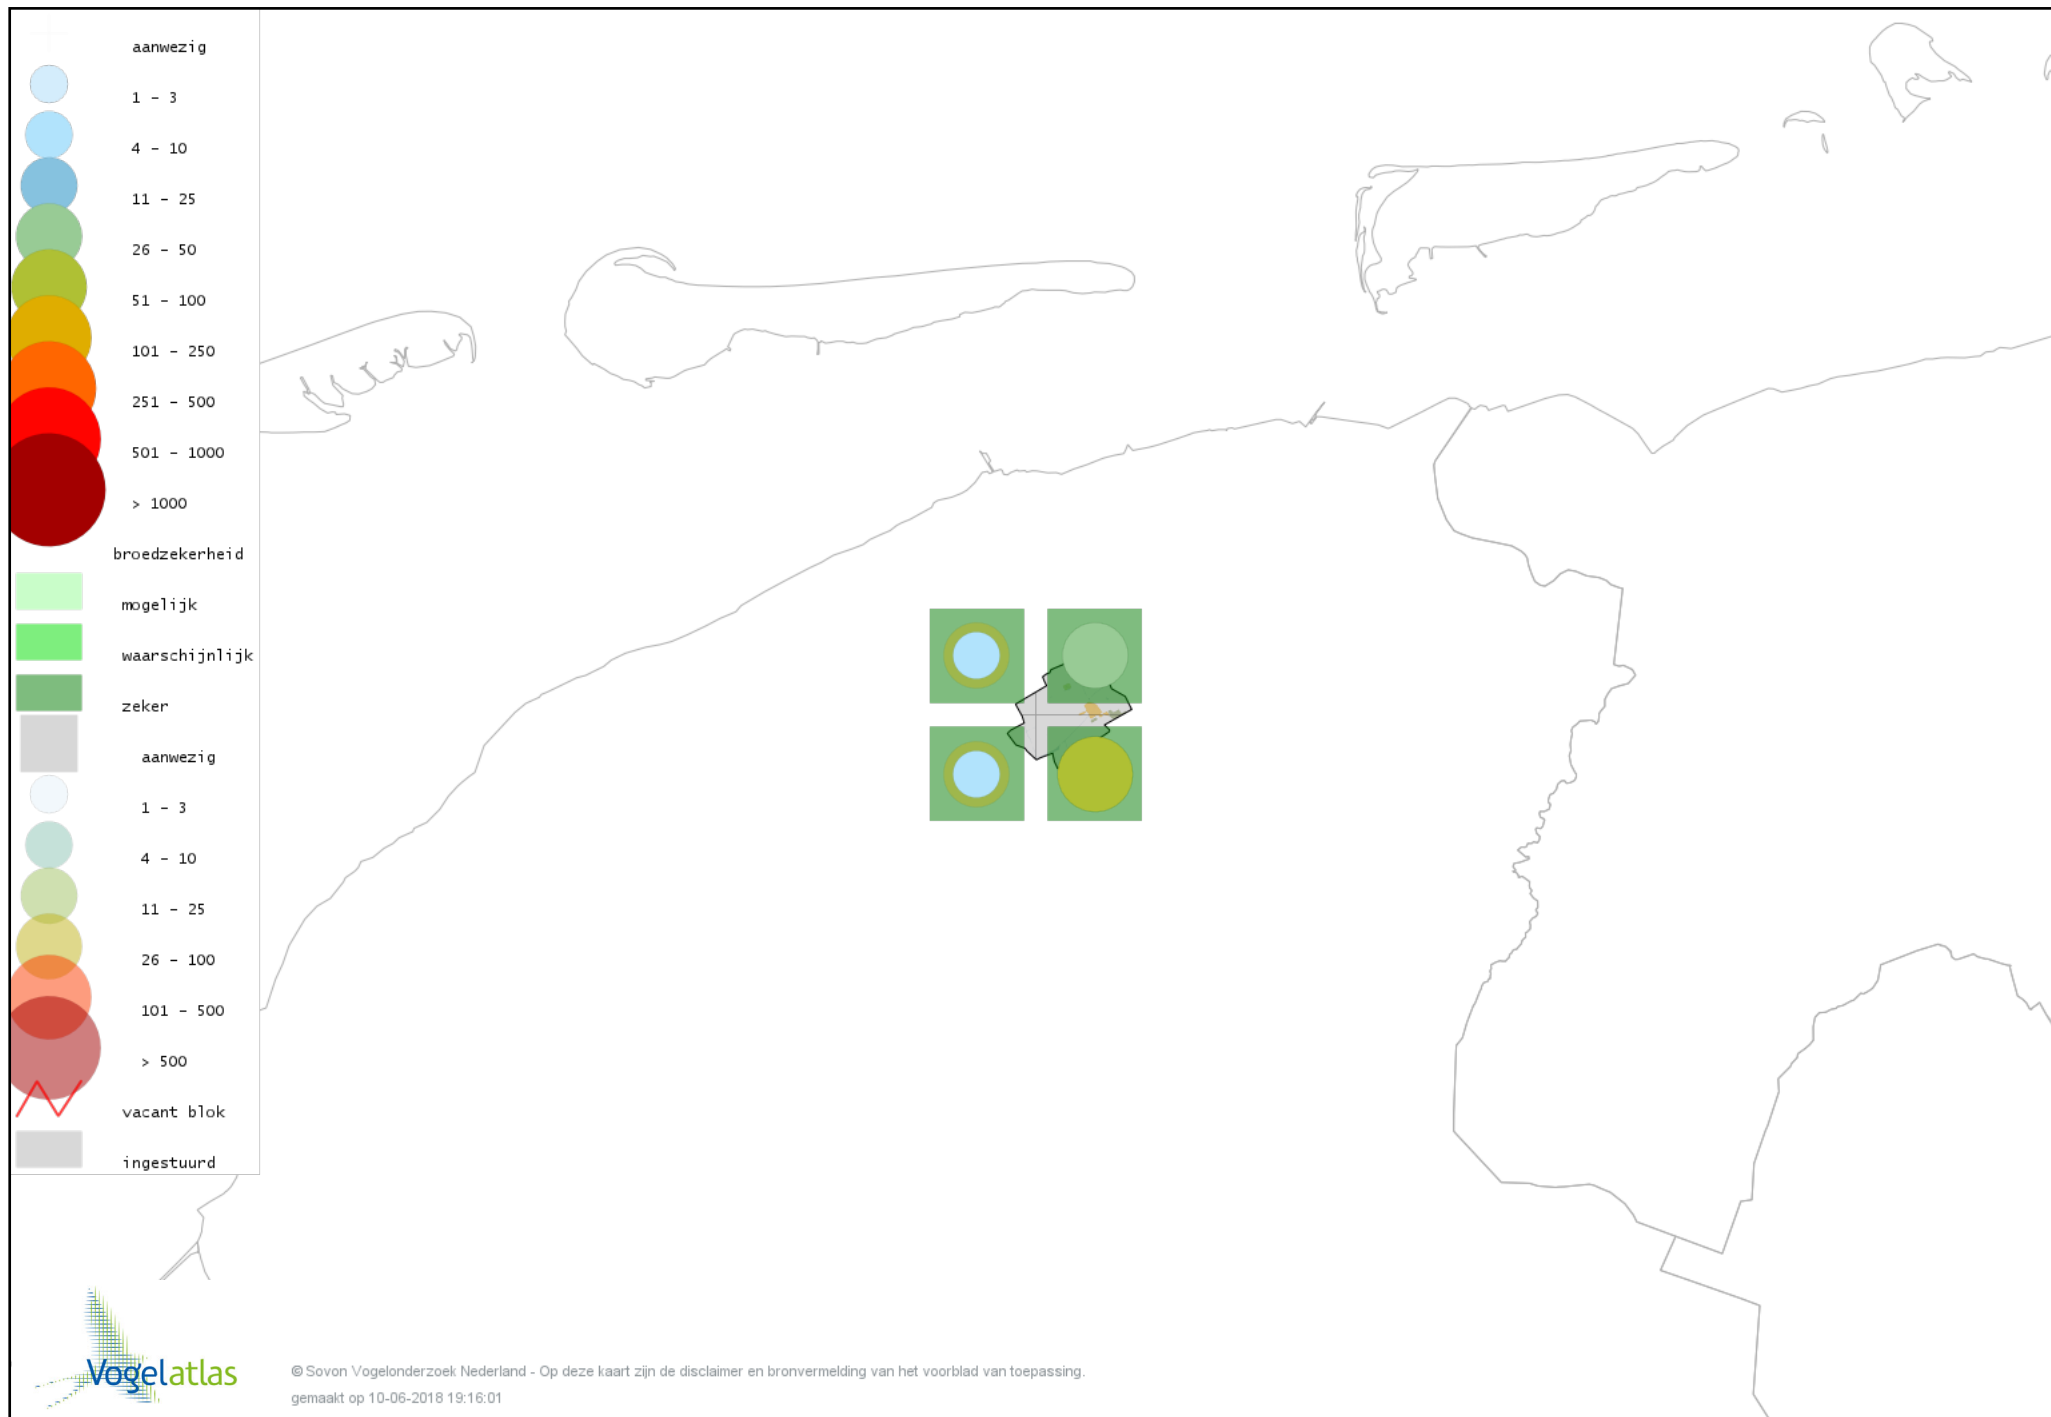 aanwezig
1 - 3
4 - 10
11 - 25
26 - 50
51 - 100
101 - 250
251 - 500
501 - 1000
> 1000
broedzekerheid
mogelijk
waarschijnlijk
zeker
aanwezig
1 - 3
4 - 10
11 - 25
26 - 100
101 - 500
> 500
vacant blok
ingestuurd
Vogelatlas
© Sovon Vogelonderzoek Nederland - Op deze kaart zijn de disclaimer en bronvermelding van het voorblad van toepassing.
gemaakt op 10-06-2018 19:16:01